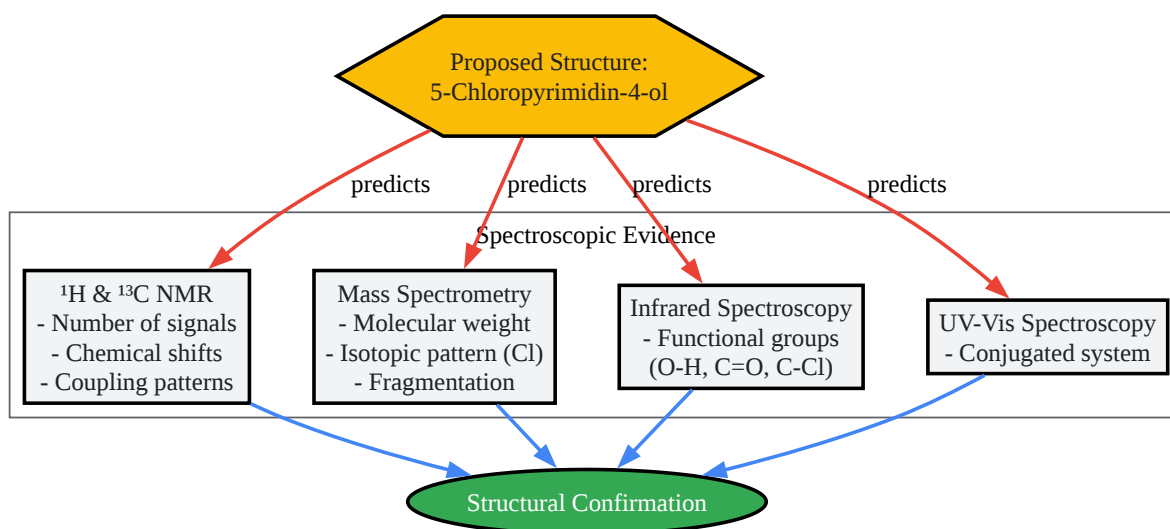 Proposed Structure:
5-Chloropyrimidin-4-ol
predicts
predicts
predicts
predicts
Spectroscopic Evidence
¹H & ¹³C NMR
- Number of signals
- Chemical shifts
- Coupling patterns
Mass Spectrometry
- Molecular weight
- Isotopic pattern (Cl)
- Fragmentation
Infrared Spectroscopy
- Functional groups
(O-H, C=O, C-Cl)
UV-Vis Spectroscopy
- Conjugated system
Structural Confirmation